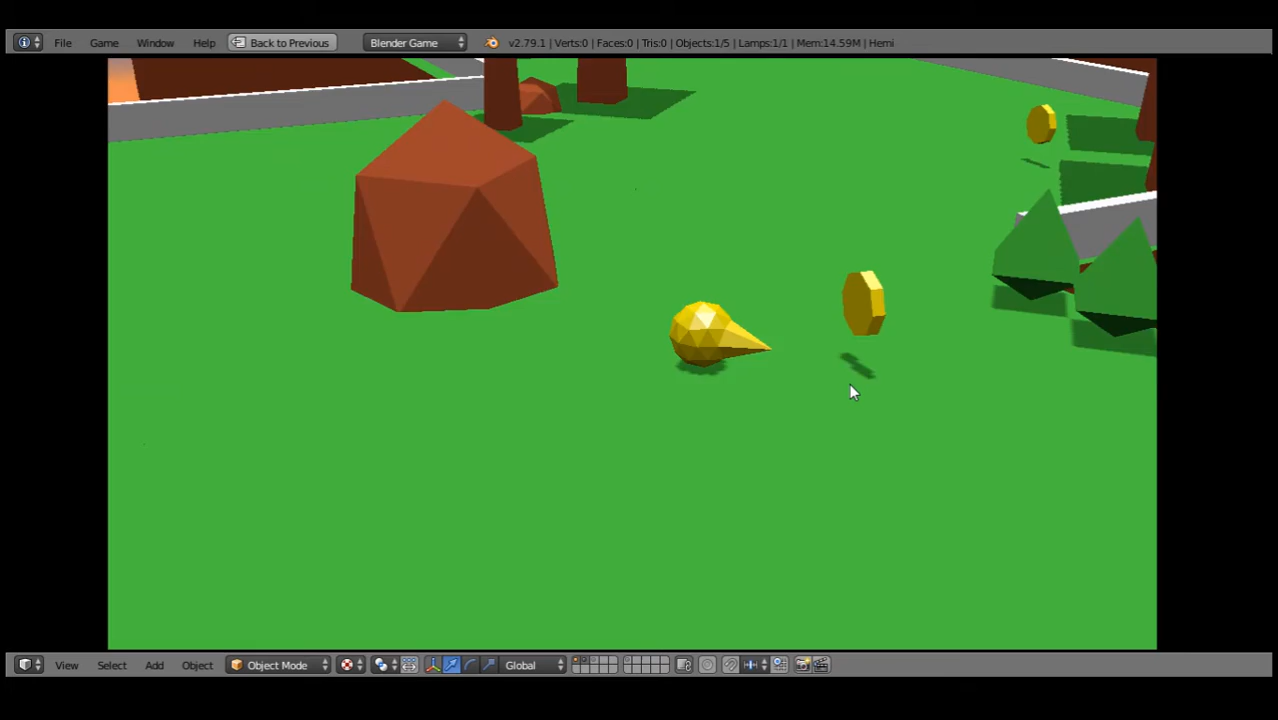 File Game Window Help Back to Previous Blender Game v2.79.1 | Verts:0 | Faces:0 | Tris:0 | Objects:1/5 | Lamps:1/1 | Mem:14.59M | Hemi
View Select Add Object Object Mode Global